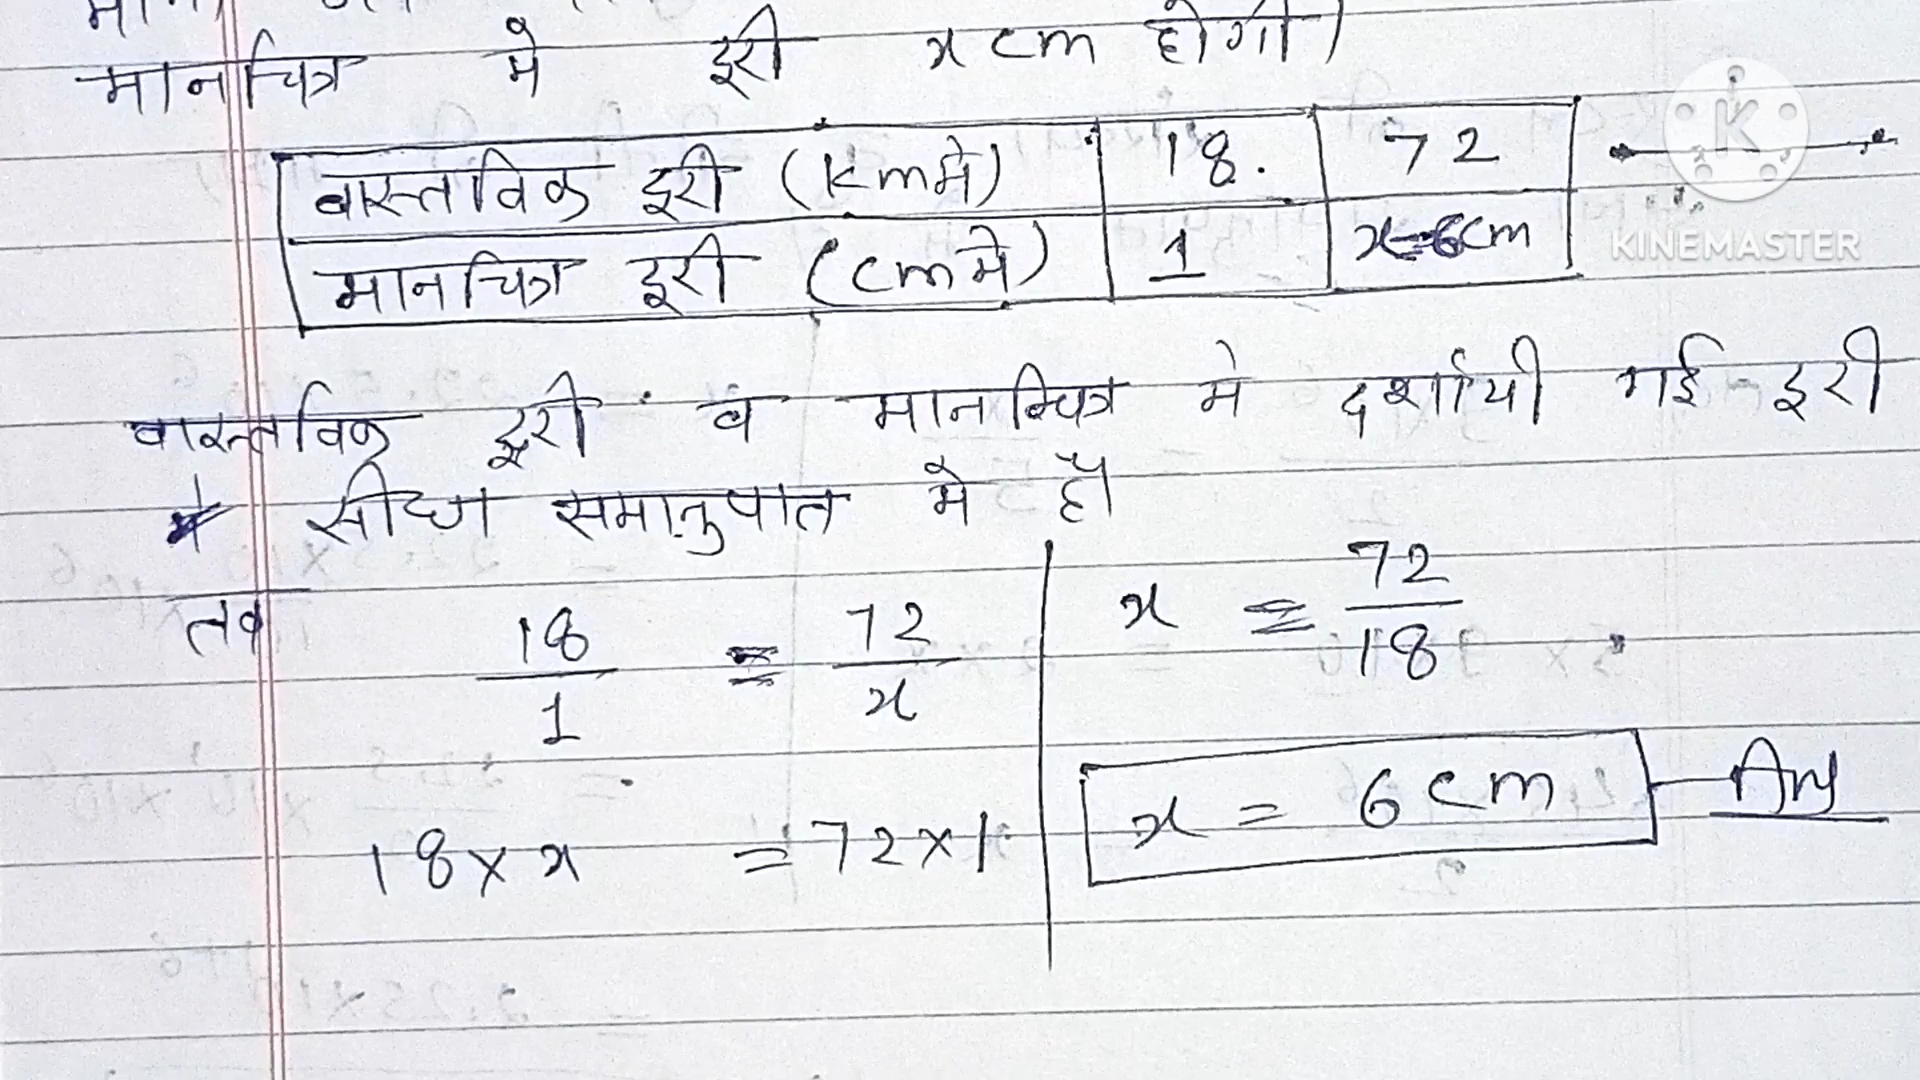 मानचित्र मे दूरी x cm होगी।
वास्तविक दूरी (km मे) 18. 72
मानचित्र दूरी (cm मे) 1 x=6cm
KINEMASTER
वास्तविक दूरी व मानचित्र मे दर्शायी गई दूरी
सीधा समानुपात मे है
तब 18/1 = 72/x
18 × x = 72 × 1
x = 72/18
x = 6 cm Ans